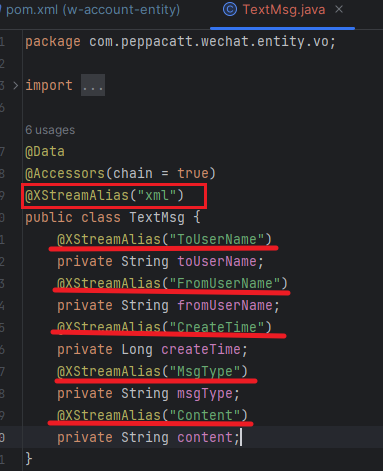 pom.xml (w-account-entity) TextMsg.java
package com.peppacatt.wechat.entity.vo;
import ...
6 usages
@Data
@Accessors(chain = true)
@XStreamAlias("xml")
public class TextMsg {
@XStreamAlias("ToUserName")
private String toUserName;
@XStreamAlias("FromUserName")
private String fromUserName;
@XStreamAlias("CreateTime")
private Long createTime;
@XStreamAlias("MsgType")
private String msgType;
@XStreamAlias("Content")
private String content;
}